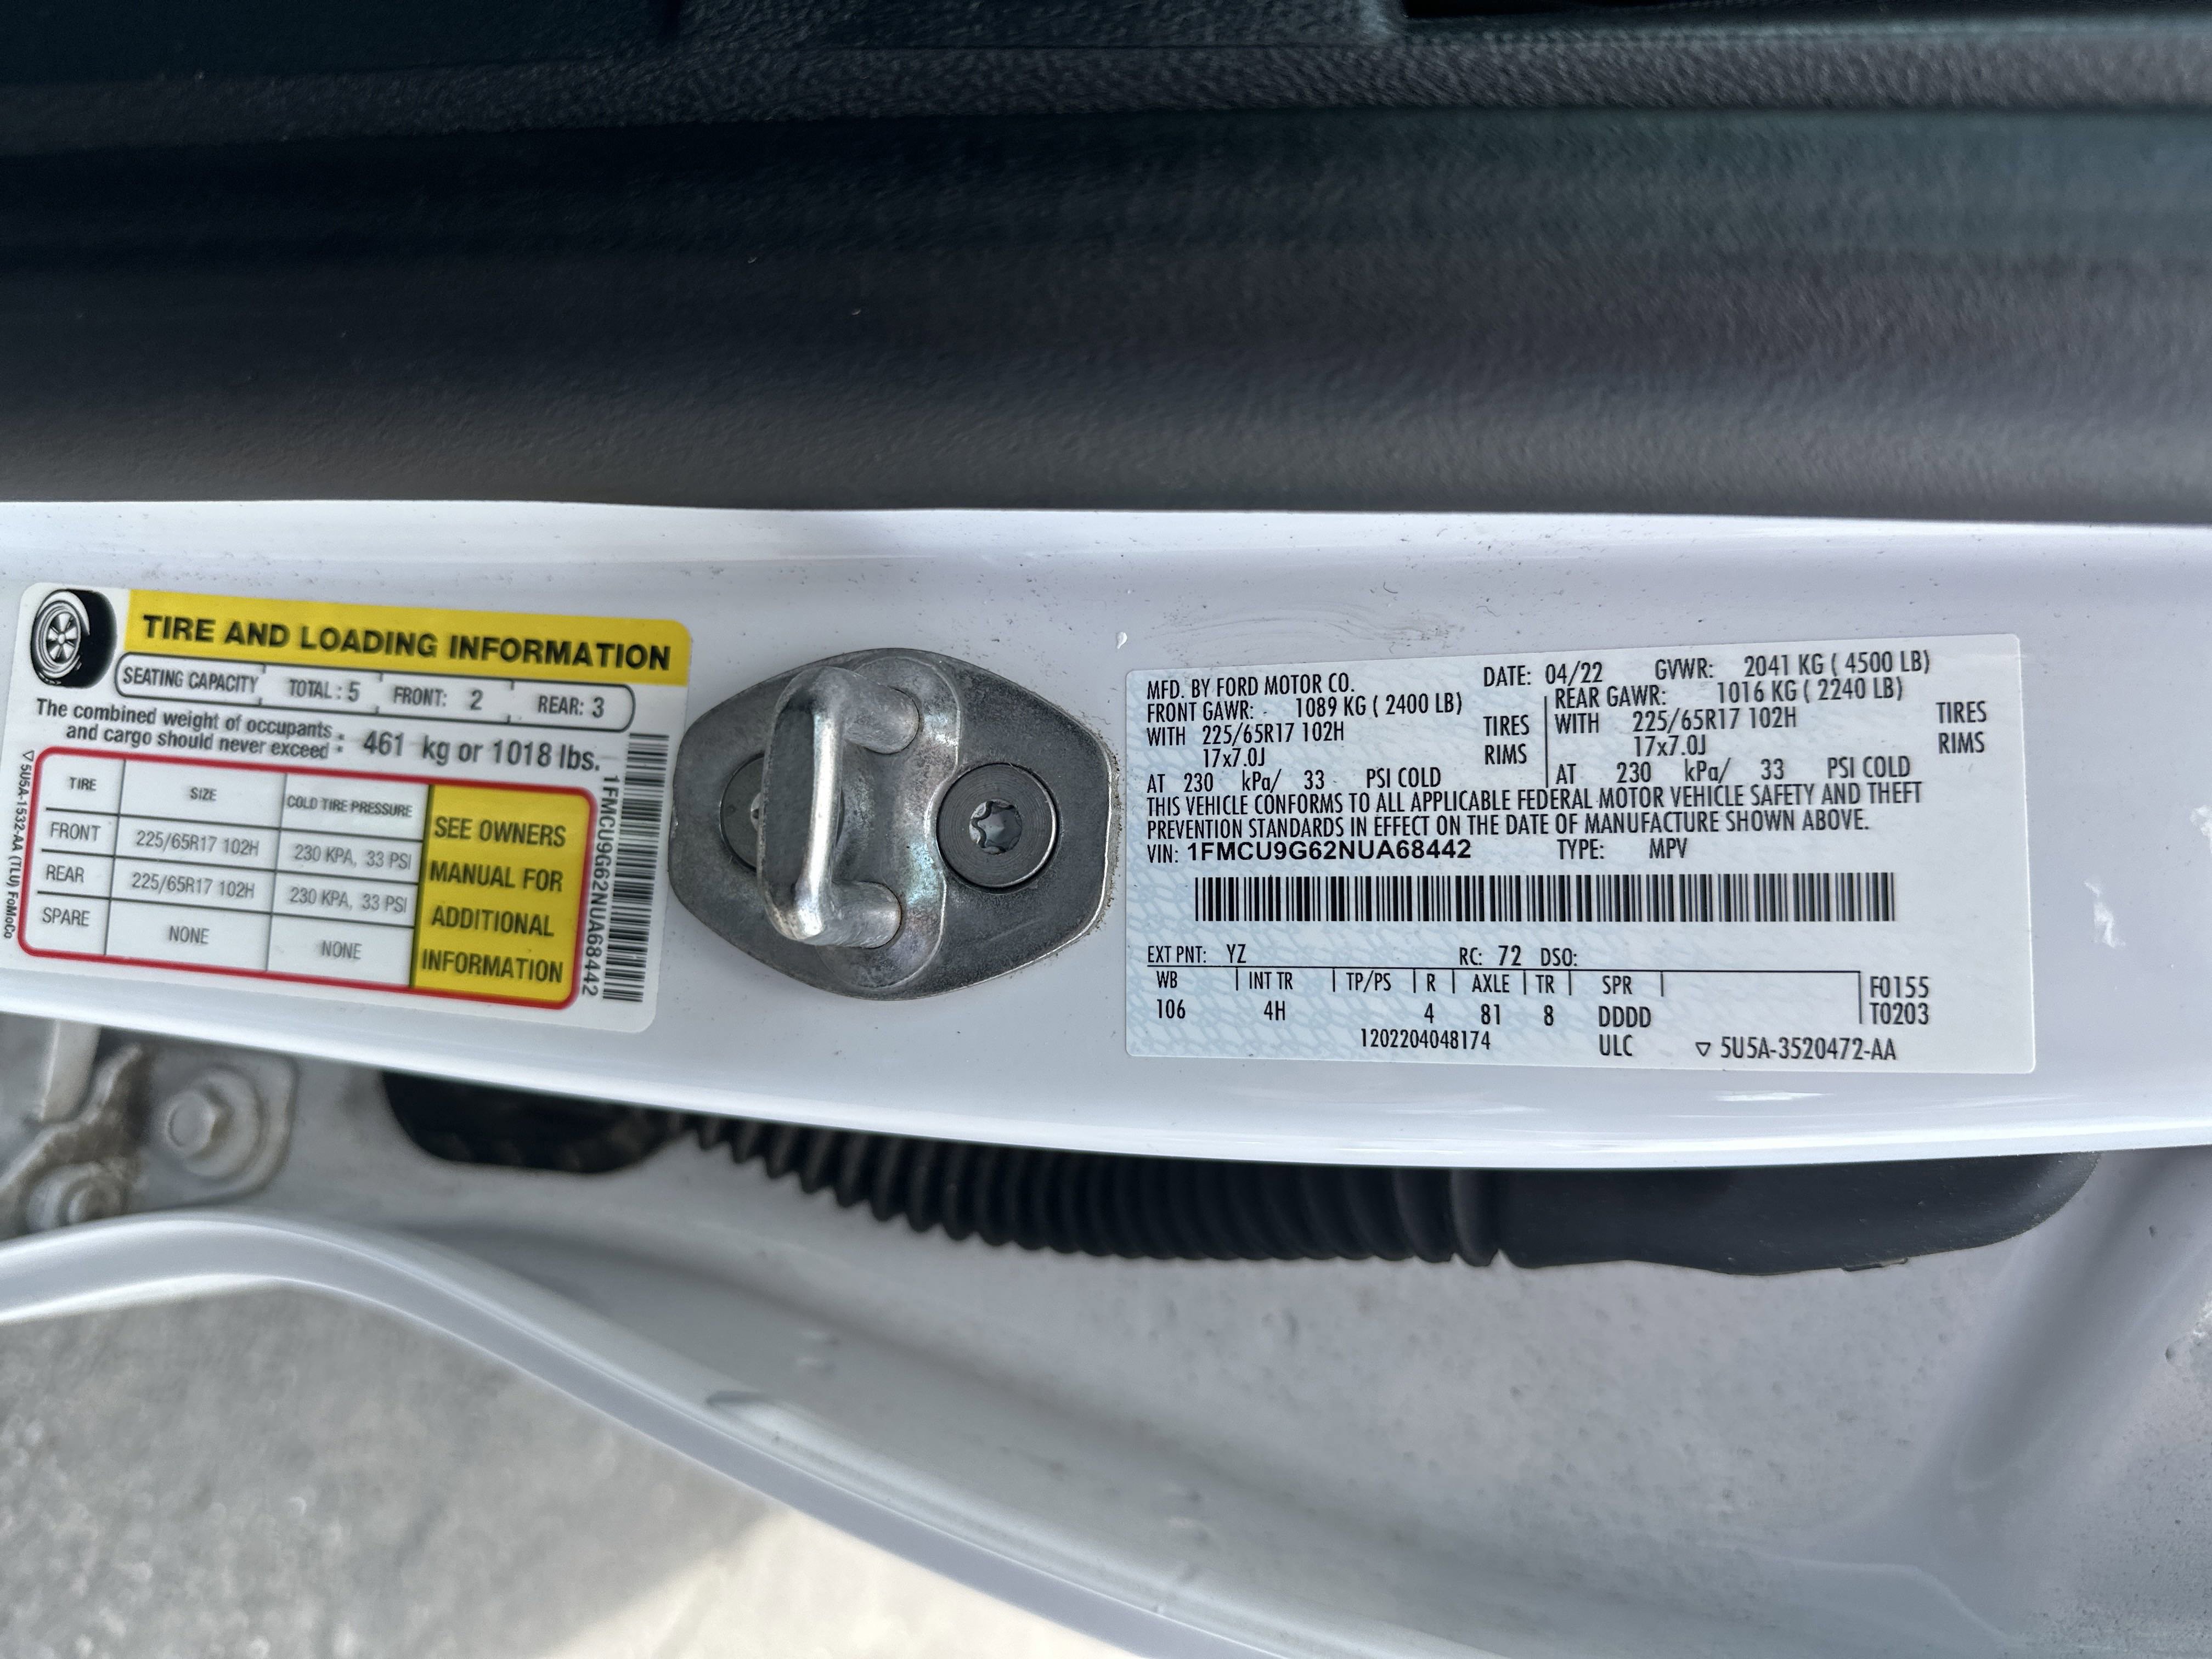 TIRE AND LOADING INFORMATION
SEATING CAPACITY TOTAL : 5 FRONT: 2 REAR: 3
The combined weight of occupants
and cargo should never exceed : 461 kg or 1018 lbs.
TIRE SIZE COLD TIRE PRESSURE
FRONT 225/65R17 102H 230 KPA, 33 PSI
REAR 225/65R17 102H 230 KPA, 33 PSI
SPARE NONE NONE
SEE OWNERS
MANUAL FOR
ADDITIONAL
INFORMATION
5U5A-1532-AA (TLU) FoMoCo
1FMCU9G62NUA68442
MFD. BY FORD MOTOR CO. DATE: 04/22 GVWR: 2041 KG ( 4500 LB)
FRONT GAWR: 1089 KG ( 2400 LB) REAR GAWR: 1016 KG ( 2240 LB)
WITH 225/65R17 102H TIRES WITH 225/65R17 102H TIRES
17x7.0J RIMS 17x7.0J RIMS
AT 230 kPa/ 33 PSI COLD AT 230 kPa/ 33 PSI COLD
THIS VEHICLE CONFORMS TO ALL APPLICABLE FEDERAL MOTOR VEHICLE SAFETY AND THEFT
PREVENTION STANDARDS IN EFFECT ON THE DATE OF MANUFACTURE SHOWN ABOVE.
VIN: 1FMCU9G62NUA68442 TYPE: MPV
EXT PNT: YZ RC: 72 DSO:
WB INT TR TP/PS R AXLE TR SPR F0155
106 4H 4 81 8 DDDD T0203
1202204048174 ULC 5U5A-3520472-AA